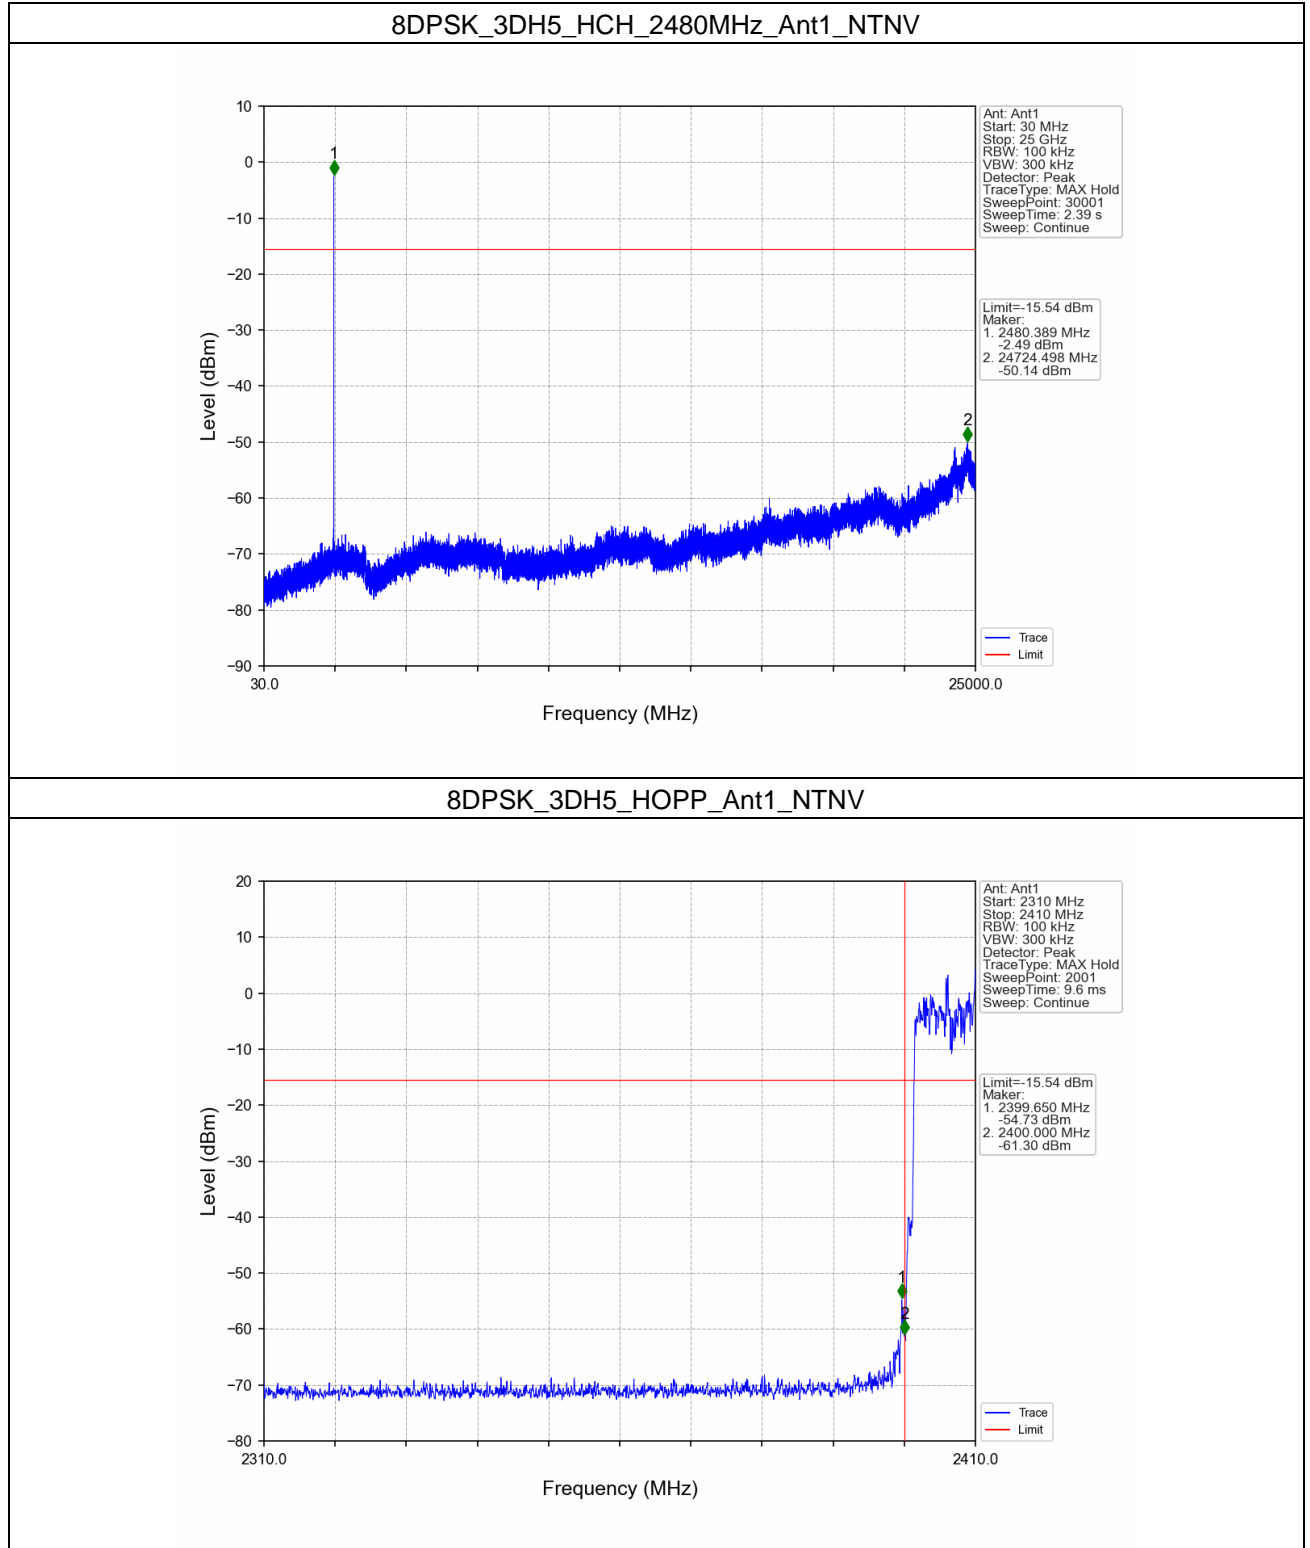 8DPSK_3DH5_HCH_2480MHz_Ant1_NTNV
10
0
−10
−20
−30
−40
−50
−60
−70
−80
−90
Level (dBm)
1
2
30.0
25000.0
Frequency (MHz)
Ant: Ant1
Start: 30 MHz
Stop: 25 GHz
RBW: 100 kHz
VBW: 300 kHz
Detector: Peak
TraceType: MAX Hold
SweepPoint: 30001
SweepTime: 2.39 s
Sweep: Continue
Limit=-15.54 dBm
Maker:
1. 2480.389 MHz
-2.49 dBm
2. 24724.498 MHz
-50.14 dBm
Trace
Limit
8DPSK_3DH5_HOPP_Ant1_NTNV
20
10
0
−10
−20
−30
−40
−50
−60
−70
−80
Level (dBm)
1
2
2310.0
2410.0
Frequency (MHz)
Ant: Ant1
Start: 2310 MHz
Stop: 2410 MHz
RBW: 100 kHz
VBW: 300 kHz
Detector: Peak
TraceType: MAX Hold
SweepPoint: 2001
SweepTime: 9.6 ms
Sweep: Continue
Limit=-15.54 dBm
Maker:
1. 2399.650 MHz
-54.73 dBm
2. 2400.000 MHz
-61.30 dBm
Trace
Limit